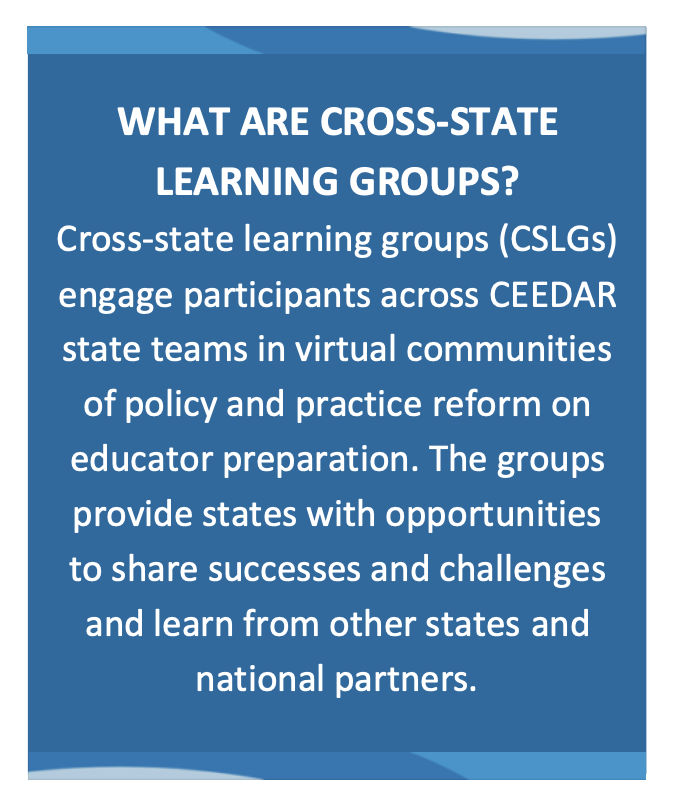 WHAT ARE CROSS-STATE
LEARNING GROUPS?
Cross-state learning groups (CSLGs)
engage participants across CEEDAR
state teams in virtual communities
of policy and practice reform on
educator preparation. The groups
provide states with opportunities
to share successes and challenges
and learn from other states and
national partners.